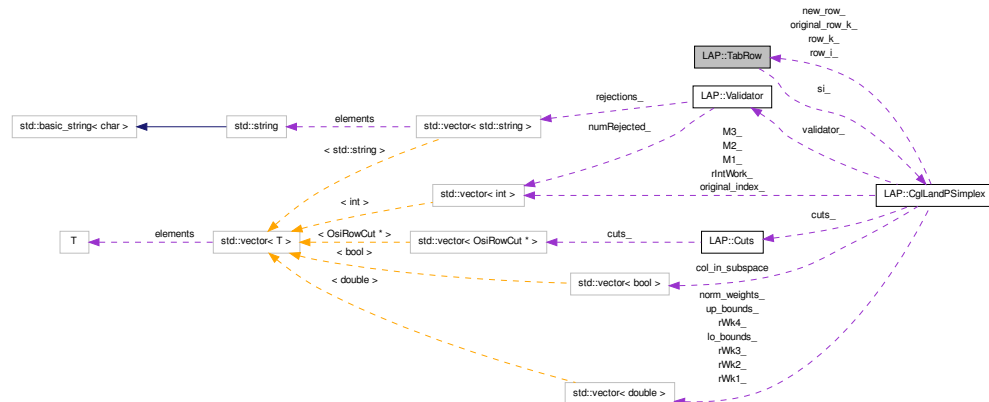 new_row_
original_row_k_
row_k_
row_i_
LAP::TabRow
si_
LAP::Validator
rejections_
std::basic_string< char >
elements
std::string
elements
std::vector< std::string >
numRejected_
validator_
< std::string >
M3_
M2_
M1_
rIntWork_
original_index_
std::vector< int >
LAP::CglLandPSimplex
< int >
T
elements
std::vector< T >
< OsiRowCut * >
std::vector< OsiRowCut * >
cuts_
LAP::Cuts
cuts_
< bool >
col_in_subspace
< double >
std::vector< bool >
norm_weights_
up_bounds_
rWk4_
lo_bounds_
rWk3_
rWk2_
rWk1_
std::vector< double >